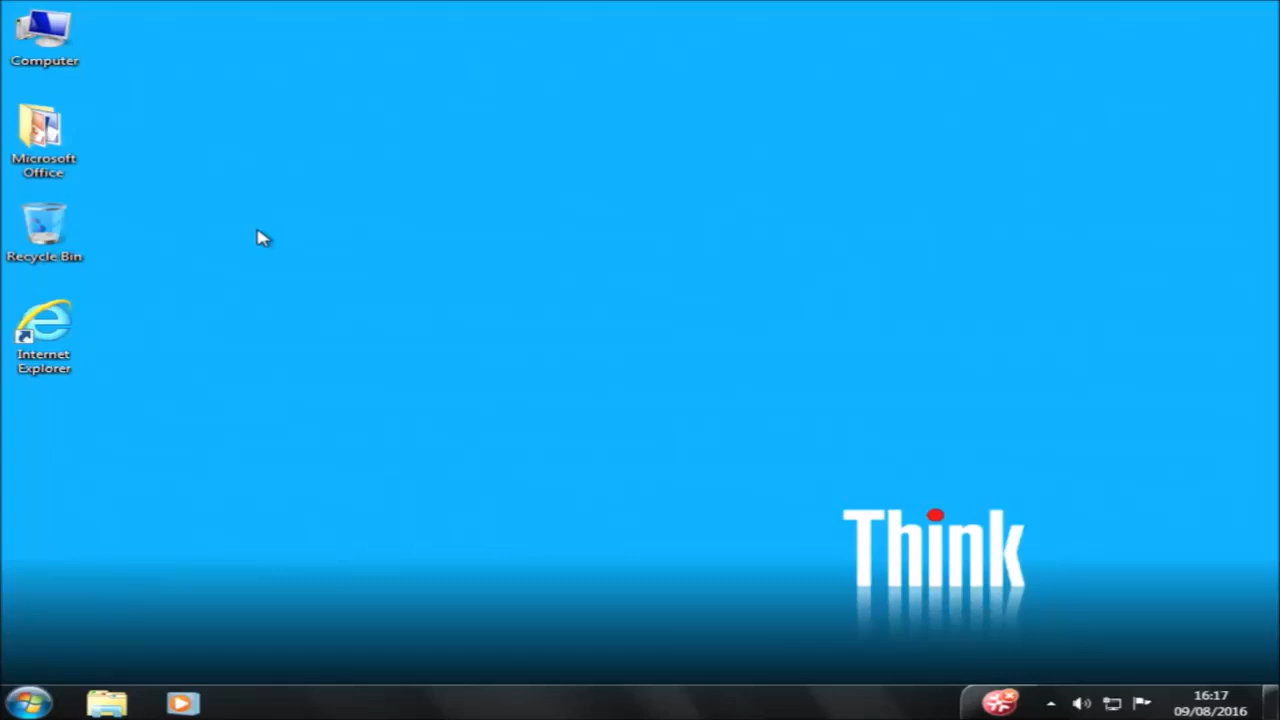 Computer
Microsoft
Office
Recycle Bin
Internet
Explorer
Think
16:17
09/08/2016